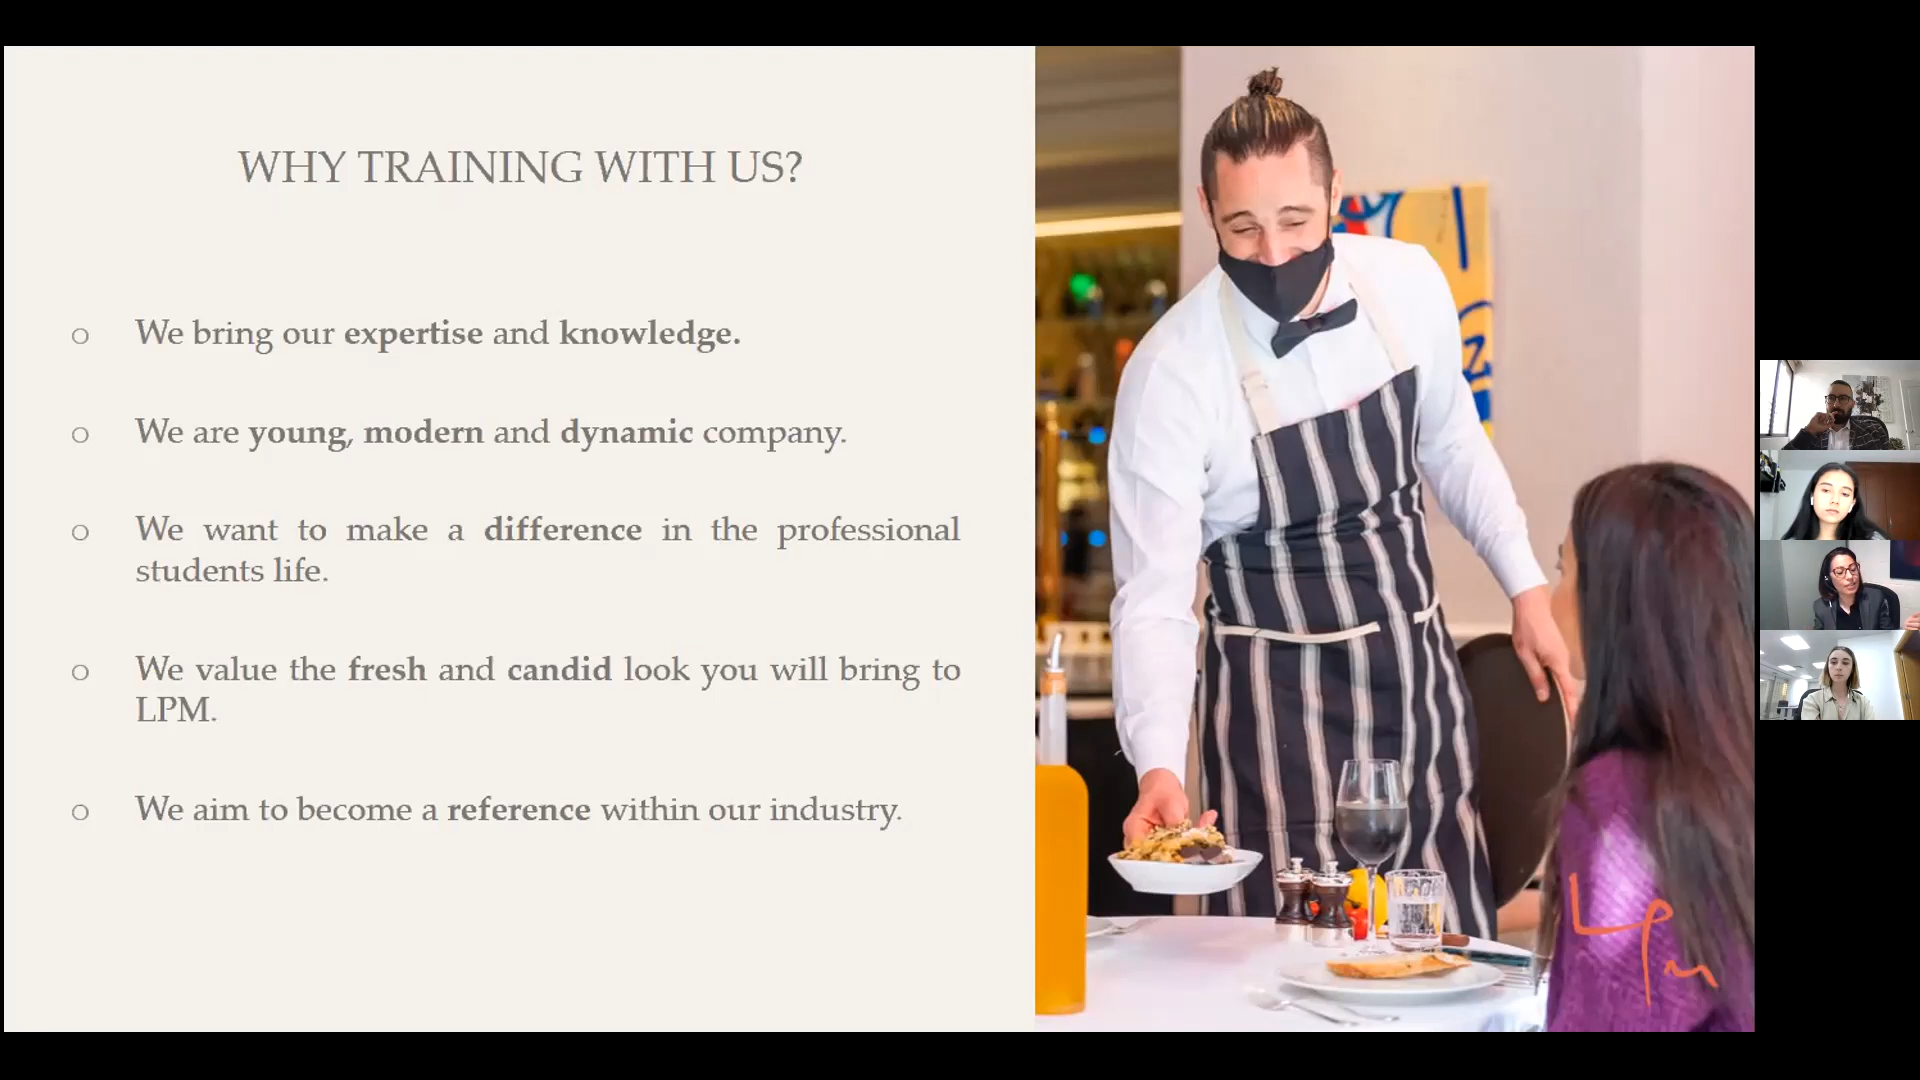 WHY TRAINING WITH US?
o We bring our expertise and knowledge.
o We are young, modern and dynamic company.
o We want to make a difference in the professional
students life.
o We value the fresh and candid look you will bring to
LPM.
o We aim to become a reference within our industry.
LPM